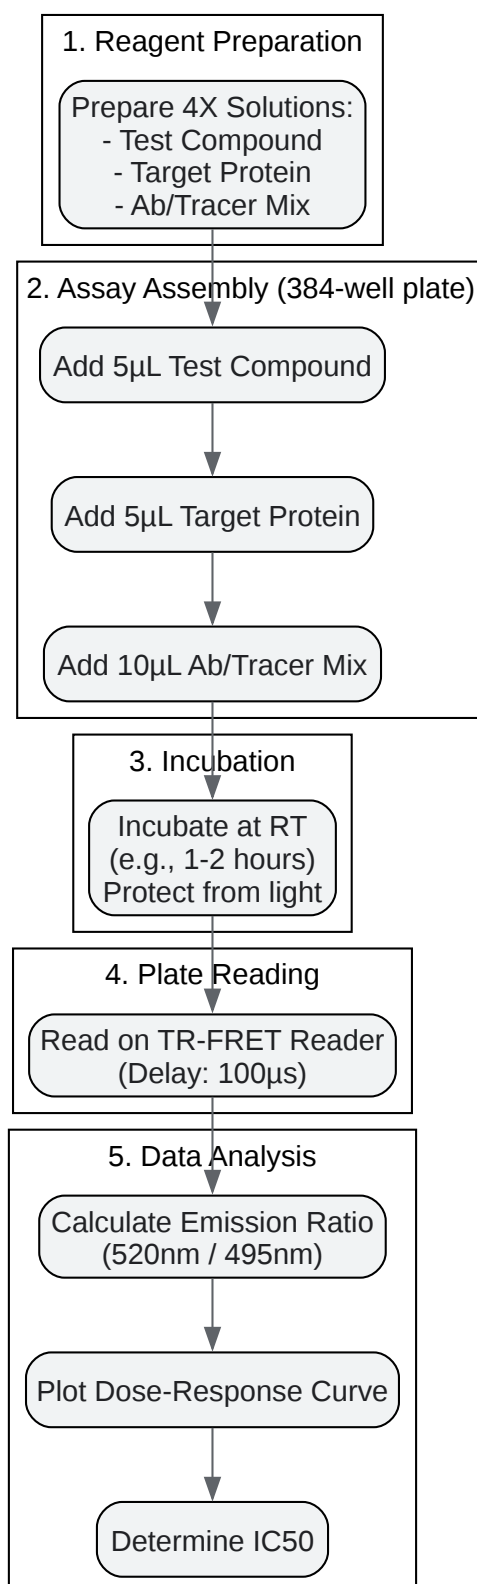 1. Reagent Preparation
Prepare 4X Solutions:
- Test Compound
- Target Protein
- Ab/Tracer Mix
2. Assay Assembly (384-well plate)
Add 5µL Test Compound
Add 5µL Target Protein
Add 10µL Ab/Tracer Mix
3. Incubation
Incubate at RT
(e.g., 1-2 hours)
Protect from light
4. Plate Reading
Read on TR-FRET Reader
(Delay: 100µs)
5. Data Analysis
Calculate Emission Ratio
(520nm / 495nm)
Plot Dose-Response Curve
Determine IC50